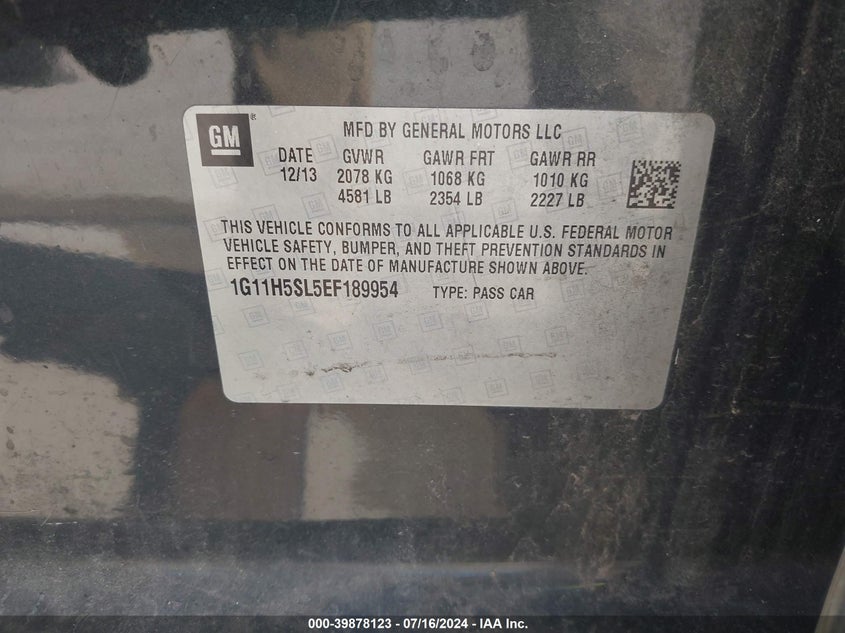 GM ®
MFD BY GENERAL MOTORS LLC
DATE GVWR GAWR FRT GAWR RR
12/13 2078 KG 1068 KG 1010 KG
4581 LB 2354 LB 2227 LB
THIS VEHICLE CONFORMS TO ALL APPLICABLE U.S. FEDERAL MOTOR
VEHICLE SAFETY, BUMPER, AND THEFT PREVENTION STANDARDS IN
EFFECT ON THE DATE OF MANUFACTURE SHOWN ABOVE.
1G11H5SL5EF189954 TYPE: PASS CAR
000-39878123 - 07/16/2024 - IAA Inc.